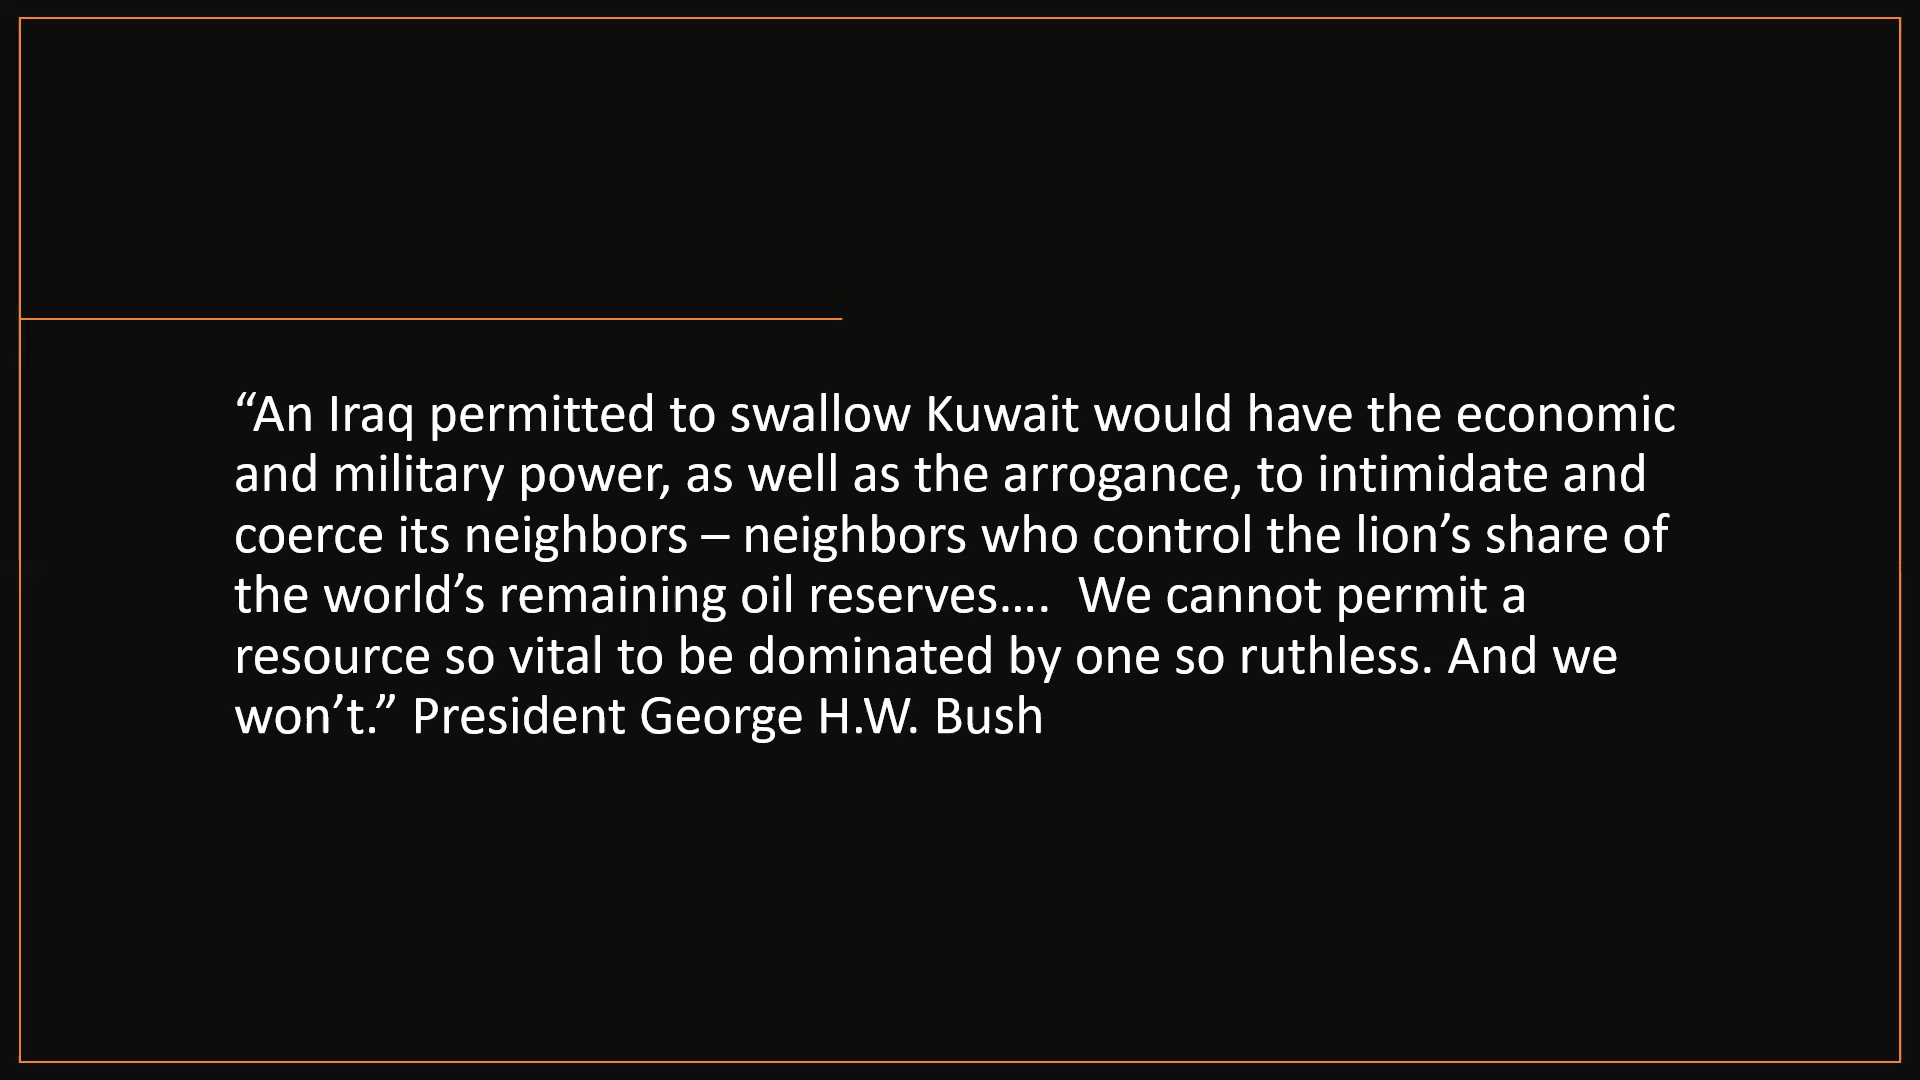 “An Iraq permitted to swallow Kuwait would have the economic
and military power, as well as the arrogance, to intimidate and
coerce its neighbors – neighbors who control the lion’s share of
the world’s remaining oil reserves….  We cannot permit a
resource so vital to be dominated by one so ruthless. And we
won’t.” President George H.W. Bush